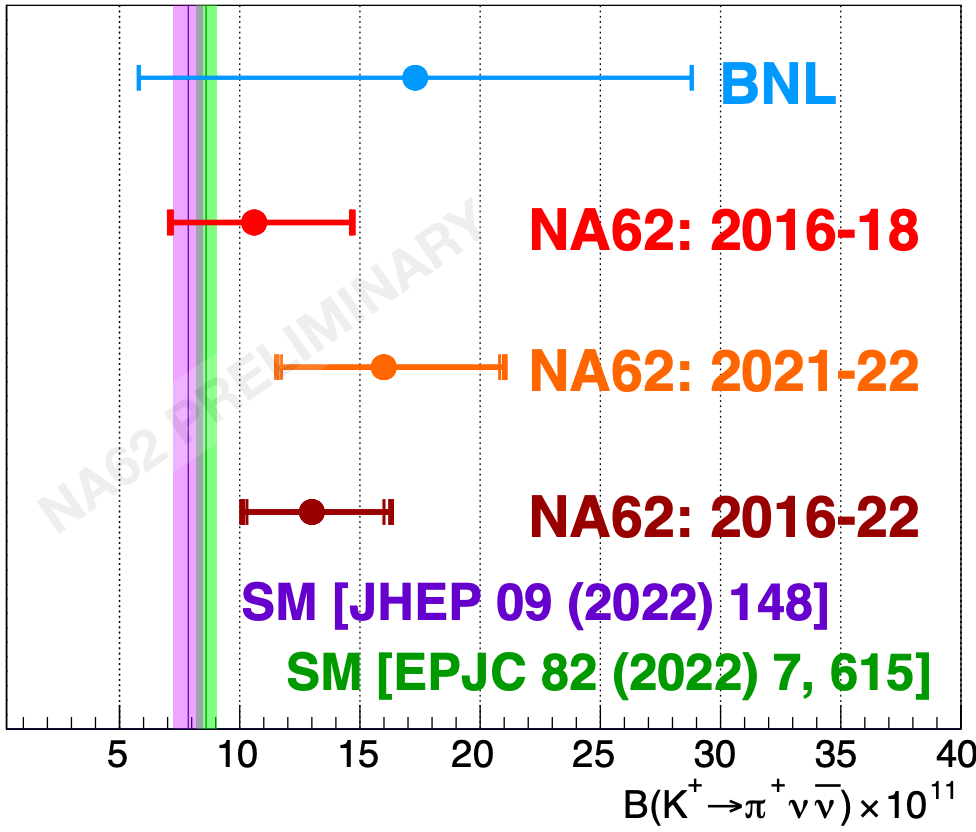 BNL
NA62: 2016-18
NA62 PRELIMINARY
NA62: 2021-22
NA62: 2016-22
SM [JHEP 09 (2022) 148]
SM [EPJC 82 (2022) 7, 615]
5 10 15 20 25 30 35 40
B(K⁺→π⁺νν̅)×10¹¹